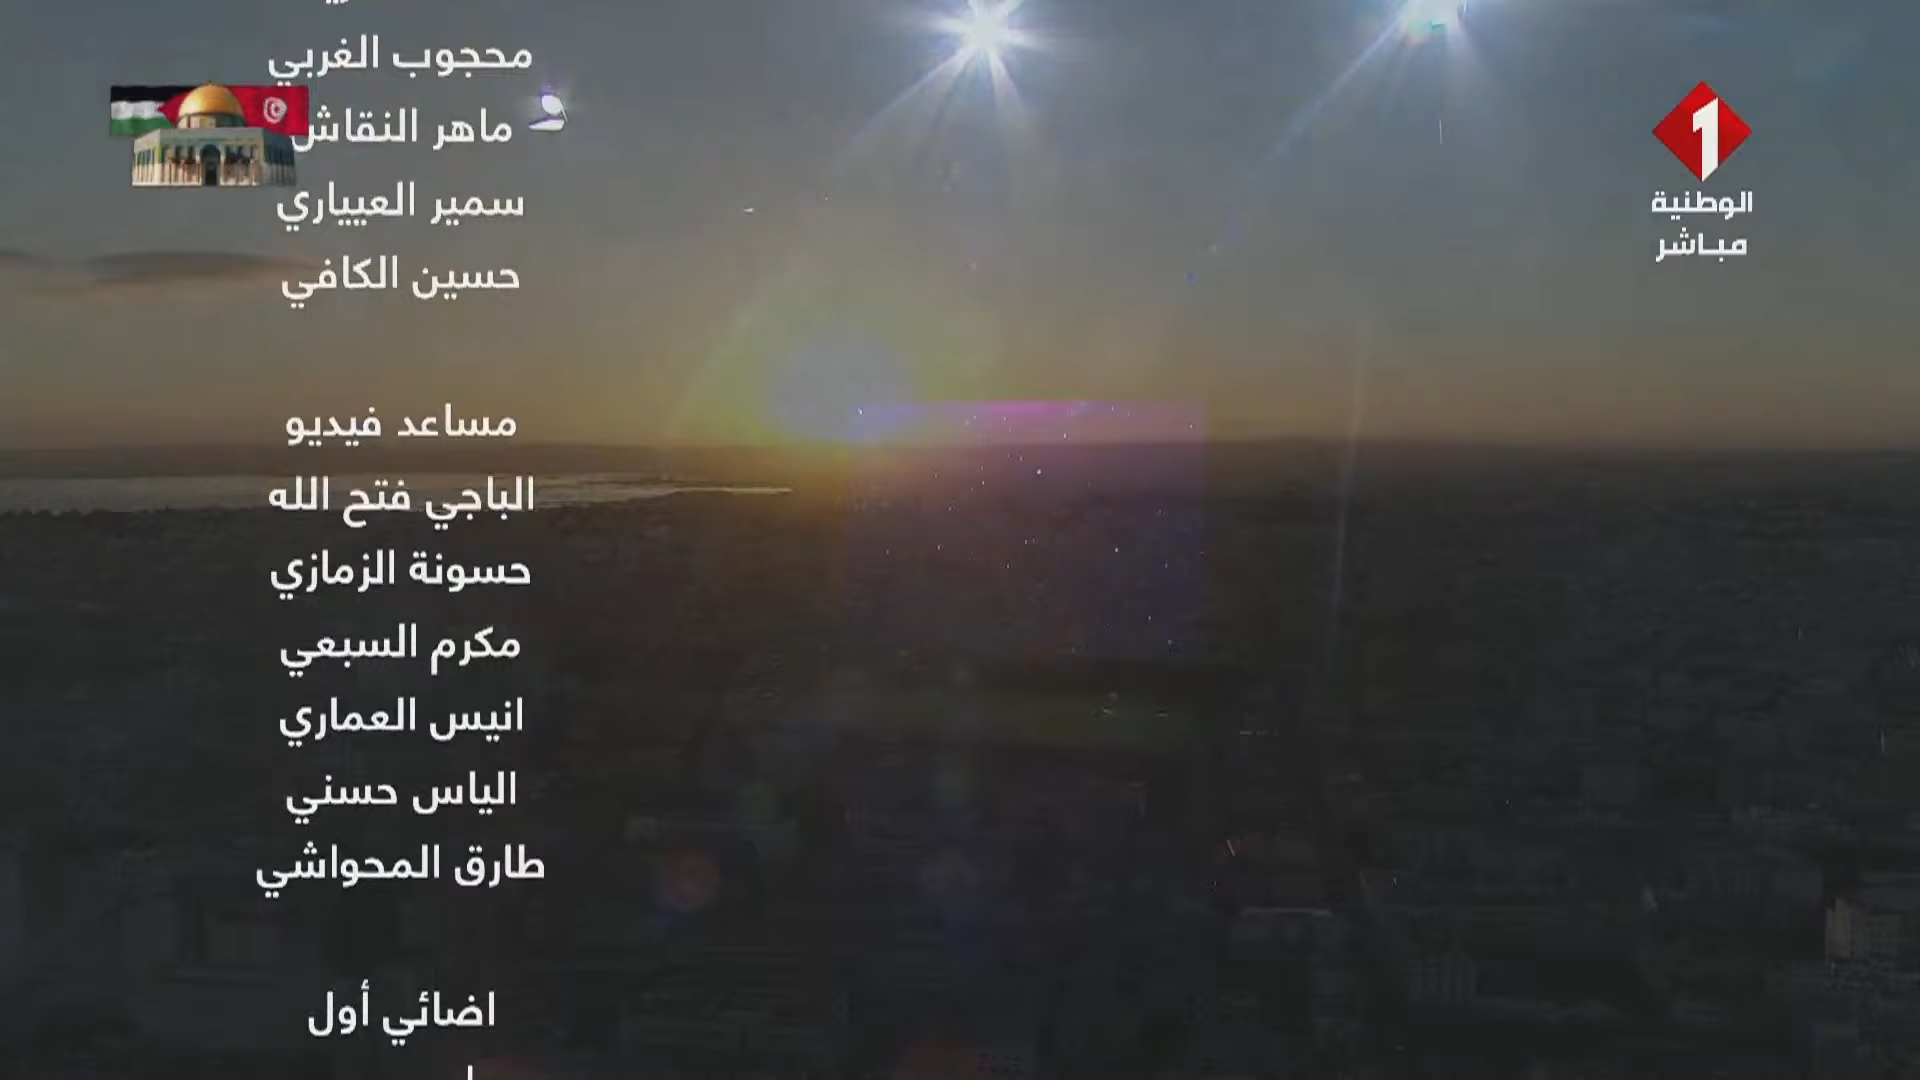 محجوب الغربي
ماهر النقاش
سمير العيياري
حسين الكافي
مساعد فيديو
الباجي فتح الله
حسونة الزمازي
مكرم السبعي
انيس العماري
الياس حسني
طارق المحواشي
اضائي أول
1
الوطنية
مباشر